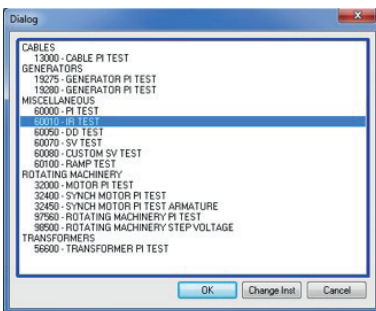 Dialog
CABLES
13000 - CABLE PI TEST
GENERATORS
19275 - GENERATOR PI TEST
19280 - GENERATOR PI TEST
MISCELLANEOUS
60000 - PI TEST
60010 - IR TEST
60050 - DD TEST
60070 - SV TEST
60080 - CUSTOM SV TEST
60100 - RAMP TEST
ROTATING MACHINERY
32000 - MOTOR PI TEST
32400 - SYNCH MOTOR PI TEST
32450 - SYNCH MOTOR PI TEST ARMATURE
97560 - ROTATING MACHINERY PI TEST
98500 - ROTATING MACHINERY STEP VOLTAGE
TRANSFORMERS
56600 - TRANSFORMER PI TEST
OK Change Inst Cancel